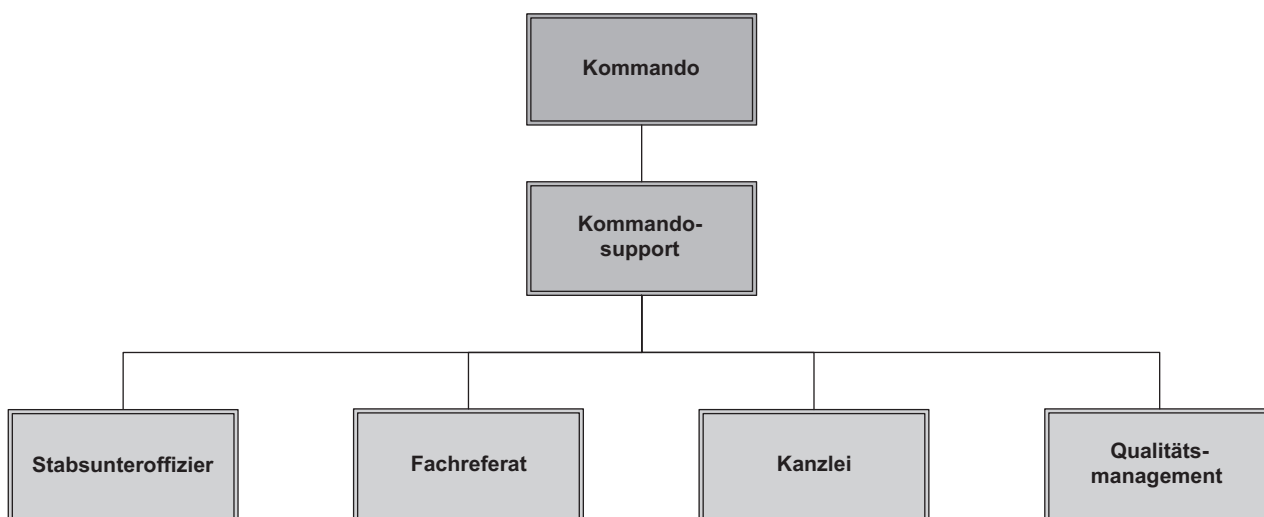 Kommando
Kommando-
support
Stabsunteroffizier
Fachreferat
Kanzlei
Qualitäts-
management